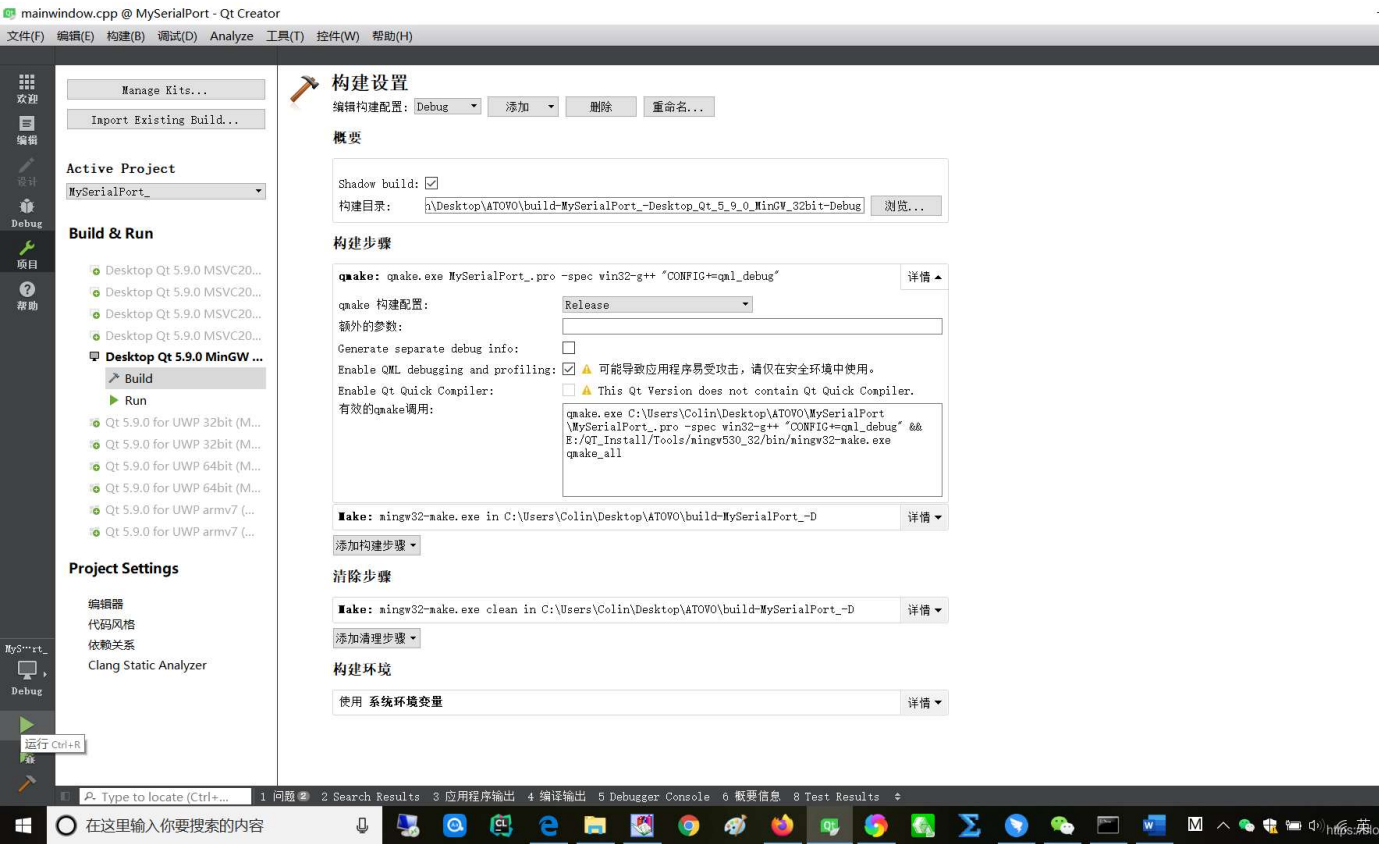 mainwindow.cpp @ MySerialPort - Qt Creator
文件(F) 编辑(E) 构建(B) 调试(D) Analyze 工具(T) 控件(W) 帮助(H)
欢迎
编辑
设计
Debug
项目
帮助
MyS···rt_
Debug
运行 Ctrl+R
Manage Kits...
Import Existing Build...
Active Project
MySerialPort_
Build & Run
Desktop Qt 5.9.0 MSVC20...
Desktop Qt 5.9.0 MSVC20...
Desktop Qt 5.9.0 MSVC20...
Desktop Qt 5.9.0 MSVC20...
Desktop Qt 5.9.0 MinGW ...
Build
Run
Qt 5.9.0 for UWP 32bit (M...
Qt 5.9.0 for UWP 32bit (M...
Qt 5.9.0 for UWP 64bit (M...
Qt 5.9.0 for UWP 64bit (M...
Qt 5.9.0 for UWP armv7 (...
Qt 5.9.0 for UWP armv7 (...
Project Settings
编辑器
代码风格
依赖关系
Clang Static Analyzer
构建设置
编辑构建配置: Debug 添加 删除 重命名...
概要
Shadow build:
构建目录: n\Desktop\ATOVO\build-MySerialPort_-Desktop_Qt_5_9_0_MinGW_32bit-Debug 浏览...
构建步骤
qmake: qmake.exe MySerialPort_.pro -spec win32-g++ "CONFIG+=qml_debug" 详情
qmake 构建配置: Release
额外的参数:
Generate separate debug info:
Enable QML debugging and profiling: 可能导致应用程序易受攻击，请仅在安全环境中使用。
Enable Qt Quick Compiler: This Qt Version does not contain Qt Quick Compiler.
有效的qmake调用: qmake.exe C:\Users\Colin\Desktop\ATOVO\MySerialPort
\MySerialPort_.pro -spec win32-g++ "CONFIG+=qml_debug" &&
E:/QT_Install/Tools/mingw530_32/bin/mingw32-make.exe
qmake_all
Make: mingw32-make.exe in C:\Users\Colin\Desktop\ATOVO\build-MySerialPort_-D 详情
添加构建步骤
清除步骤
Make: mingw32-make.exe clean in C:\Users\Colin\Desktop\ATOVO\build-MySerialPort_-D 详情
添加清理步骤
构建环境
使用 系统环境变量 详情
Type to locate (Ctrl+... 1 问题 2 2 Search Results 3 应用程序输出 4 编译输出 5 Debugger Console 6 概要信息 8 Test Results
在这里输入你要搜索的内容
M
英